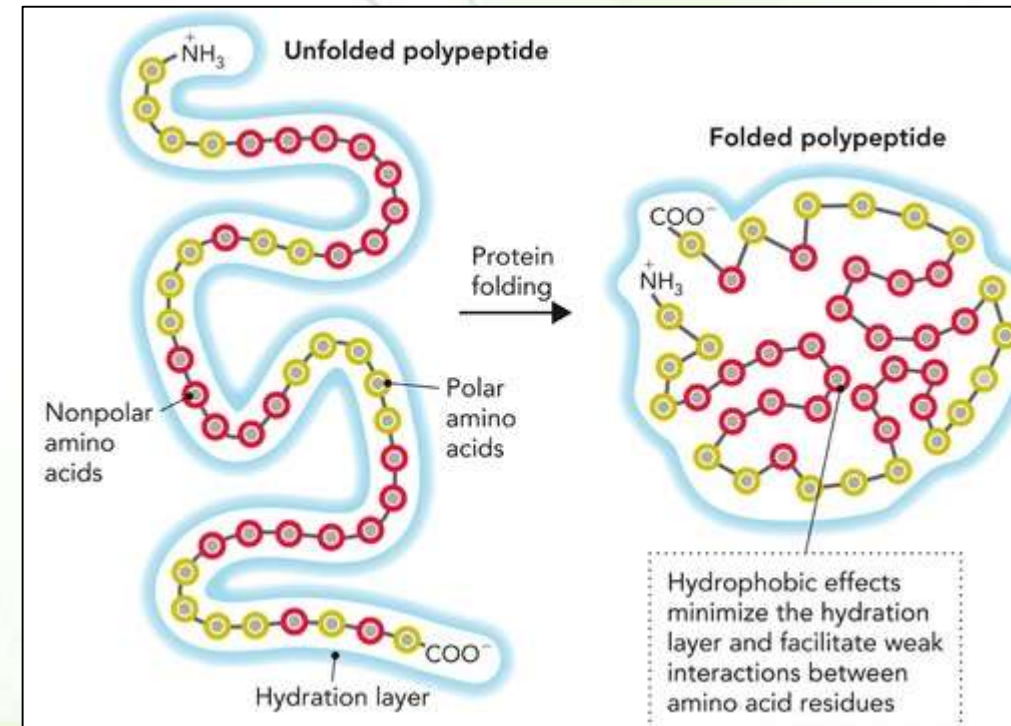 Unfolded polypeptide
+
NH3
Nonpolar
amino
acids
Polar
amino
acids
COO−
Hydration layer
Protein
folding
Folded polypeptide
COO−
+
NH3
Hydrophobic effects
minimize the hydration
layer and facilitate weak
interactions between
amino acid residues